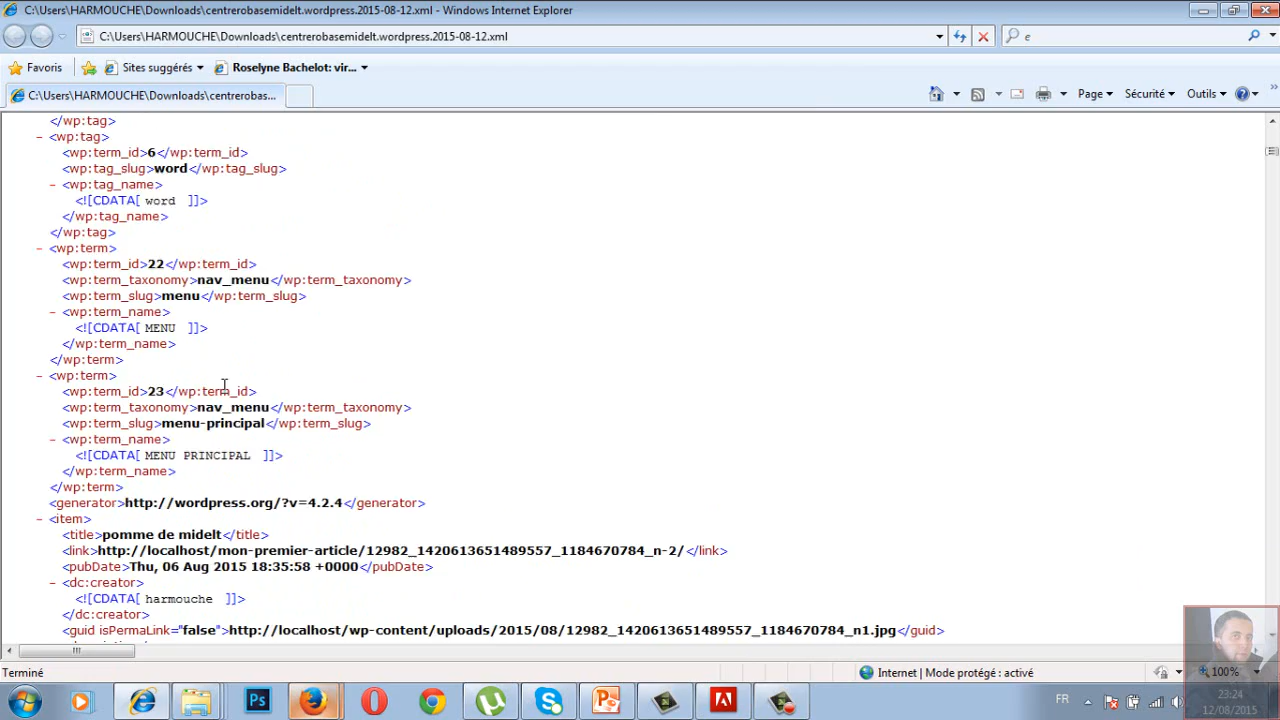 C:\Users\HARMOUCHE\Downloads\centrerobasemidelt.wordpress.2015-08-12.xml - Windows Internet Explorer
C:\Users\HARMOUCHE\Downloads\centrerobasemidelt.wordpress.2015-08-12.xml
e
Favoris
Sites suggérés
Roselyne Bachelot: vir...
C:\Users\HARMOUCHE\Downloads\centrerobas...
Page
Sécurité
Outils
</wp:tag>
- <wp:tag>
<wp:term_id>6</wp:term_id>
<wp:tag_slug>word</wp:tag_slug>
- <wp:tag_name>
<![CDATA[ word ]]>
</wp:tag_name>
</wp:tag>
- <wp:term>
<wp:term_id>22</wp:term_id>
<wp:term_taxonomy>nav_menu</wp:term_taxonomy>
<wp:term_slug>menu</wp:term_slug>
- <wp:term_name>
<![CDATA[ MENU ]]>
</wp:term_name>
</wp:term>
- <wp:term>
<wp:term_id>23</wp:term_id>
<wp:term_taxonomy>nav_menu</wp:term_taxonomy>
<wp:term_slug>menu-principal</wp:term_slug>
- <wp:term_name>
<![CDATA[ MENU PRINCIPAL ]]>
</wp:term_name>
</wp:term>
<generator>http://wordpress.org/?v=4.2.4</generator>
- <item>
<title>pomme de midelt</title>
<link>http://localhost/mon-premier-article/12982_1420613651489557_1184670784_n-2/</link>
<pubDate>Thu, 06 Aug 2015 18:35:58 +0000</pubDate>
- <dc:creator>
<![CDATA[ harmouche ]]>
</dc:creator>
<guid isPermaLink="false">http://localhost/wp-content/uploads/2015/08/12982_1420613651489557_1184670784_n1.jpg</guid>
Terminé
Internet | Mode protégé : activé
100%
FR
23:24
12/08/2015